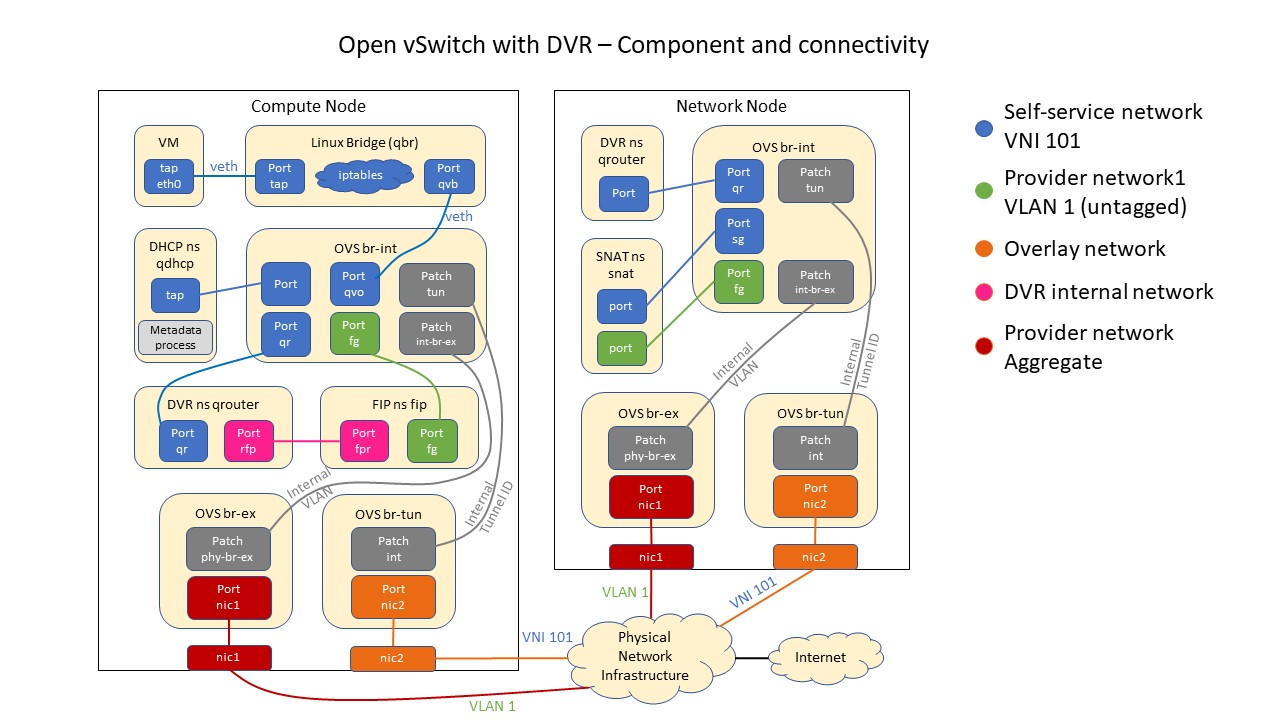 Open vSwitch with DVR – Component and connectivity
Compute Node
VM
tap
eth0
veth
Linux Bridge (qbr)
Port
tap
iptables
Port
qvb
veth
DHCP ns
qdhcp
tap
Metadata
process
OVS br-int
Port
Port
qvo
Patch
tun
Port
qr
Port
fg
Patch
int-br-ex
DVR ns qrouter
Port
qr
Port
rfp
FIP ns fip
Port
fpr
Port
fg
Internal
VLAN
Internal
Tunnel ID
OVS br-ex
Patch
phy-br-ex
Port
nic1
nic1
OVS br-tun
Patch
int
Port
nic2
nic2
Network Node
DVR ns
qrouter
Port
OVS br-int
Port
qr
Patch
tun
Port
sg
Port
fg
Patch
int-br-ex
SNAT ns
snat
port
port
Internal
VLAN
Internal
Tunnel ID
OVS br-ex
Patch
phy-br-ex
Port
nic1
nic1
OVS br-tun
Patch
int
Port
nic2
nic2
VLAN 1
VNI 101
VNI 101
VLAN 1
Physical
Network
Infrastructure
Internet
Self-service network
VNI 101
Provider network1
VLAN 1 (untagged)
Overlay network
DVR internal network
Provider network
Aggregate